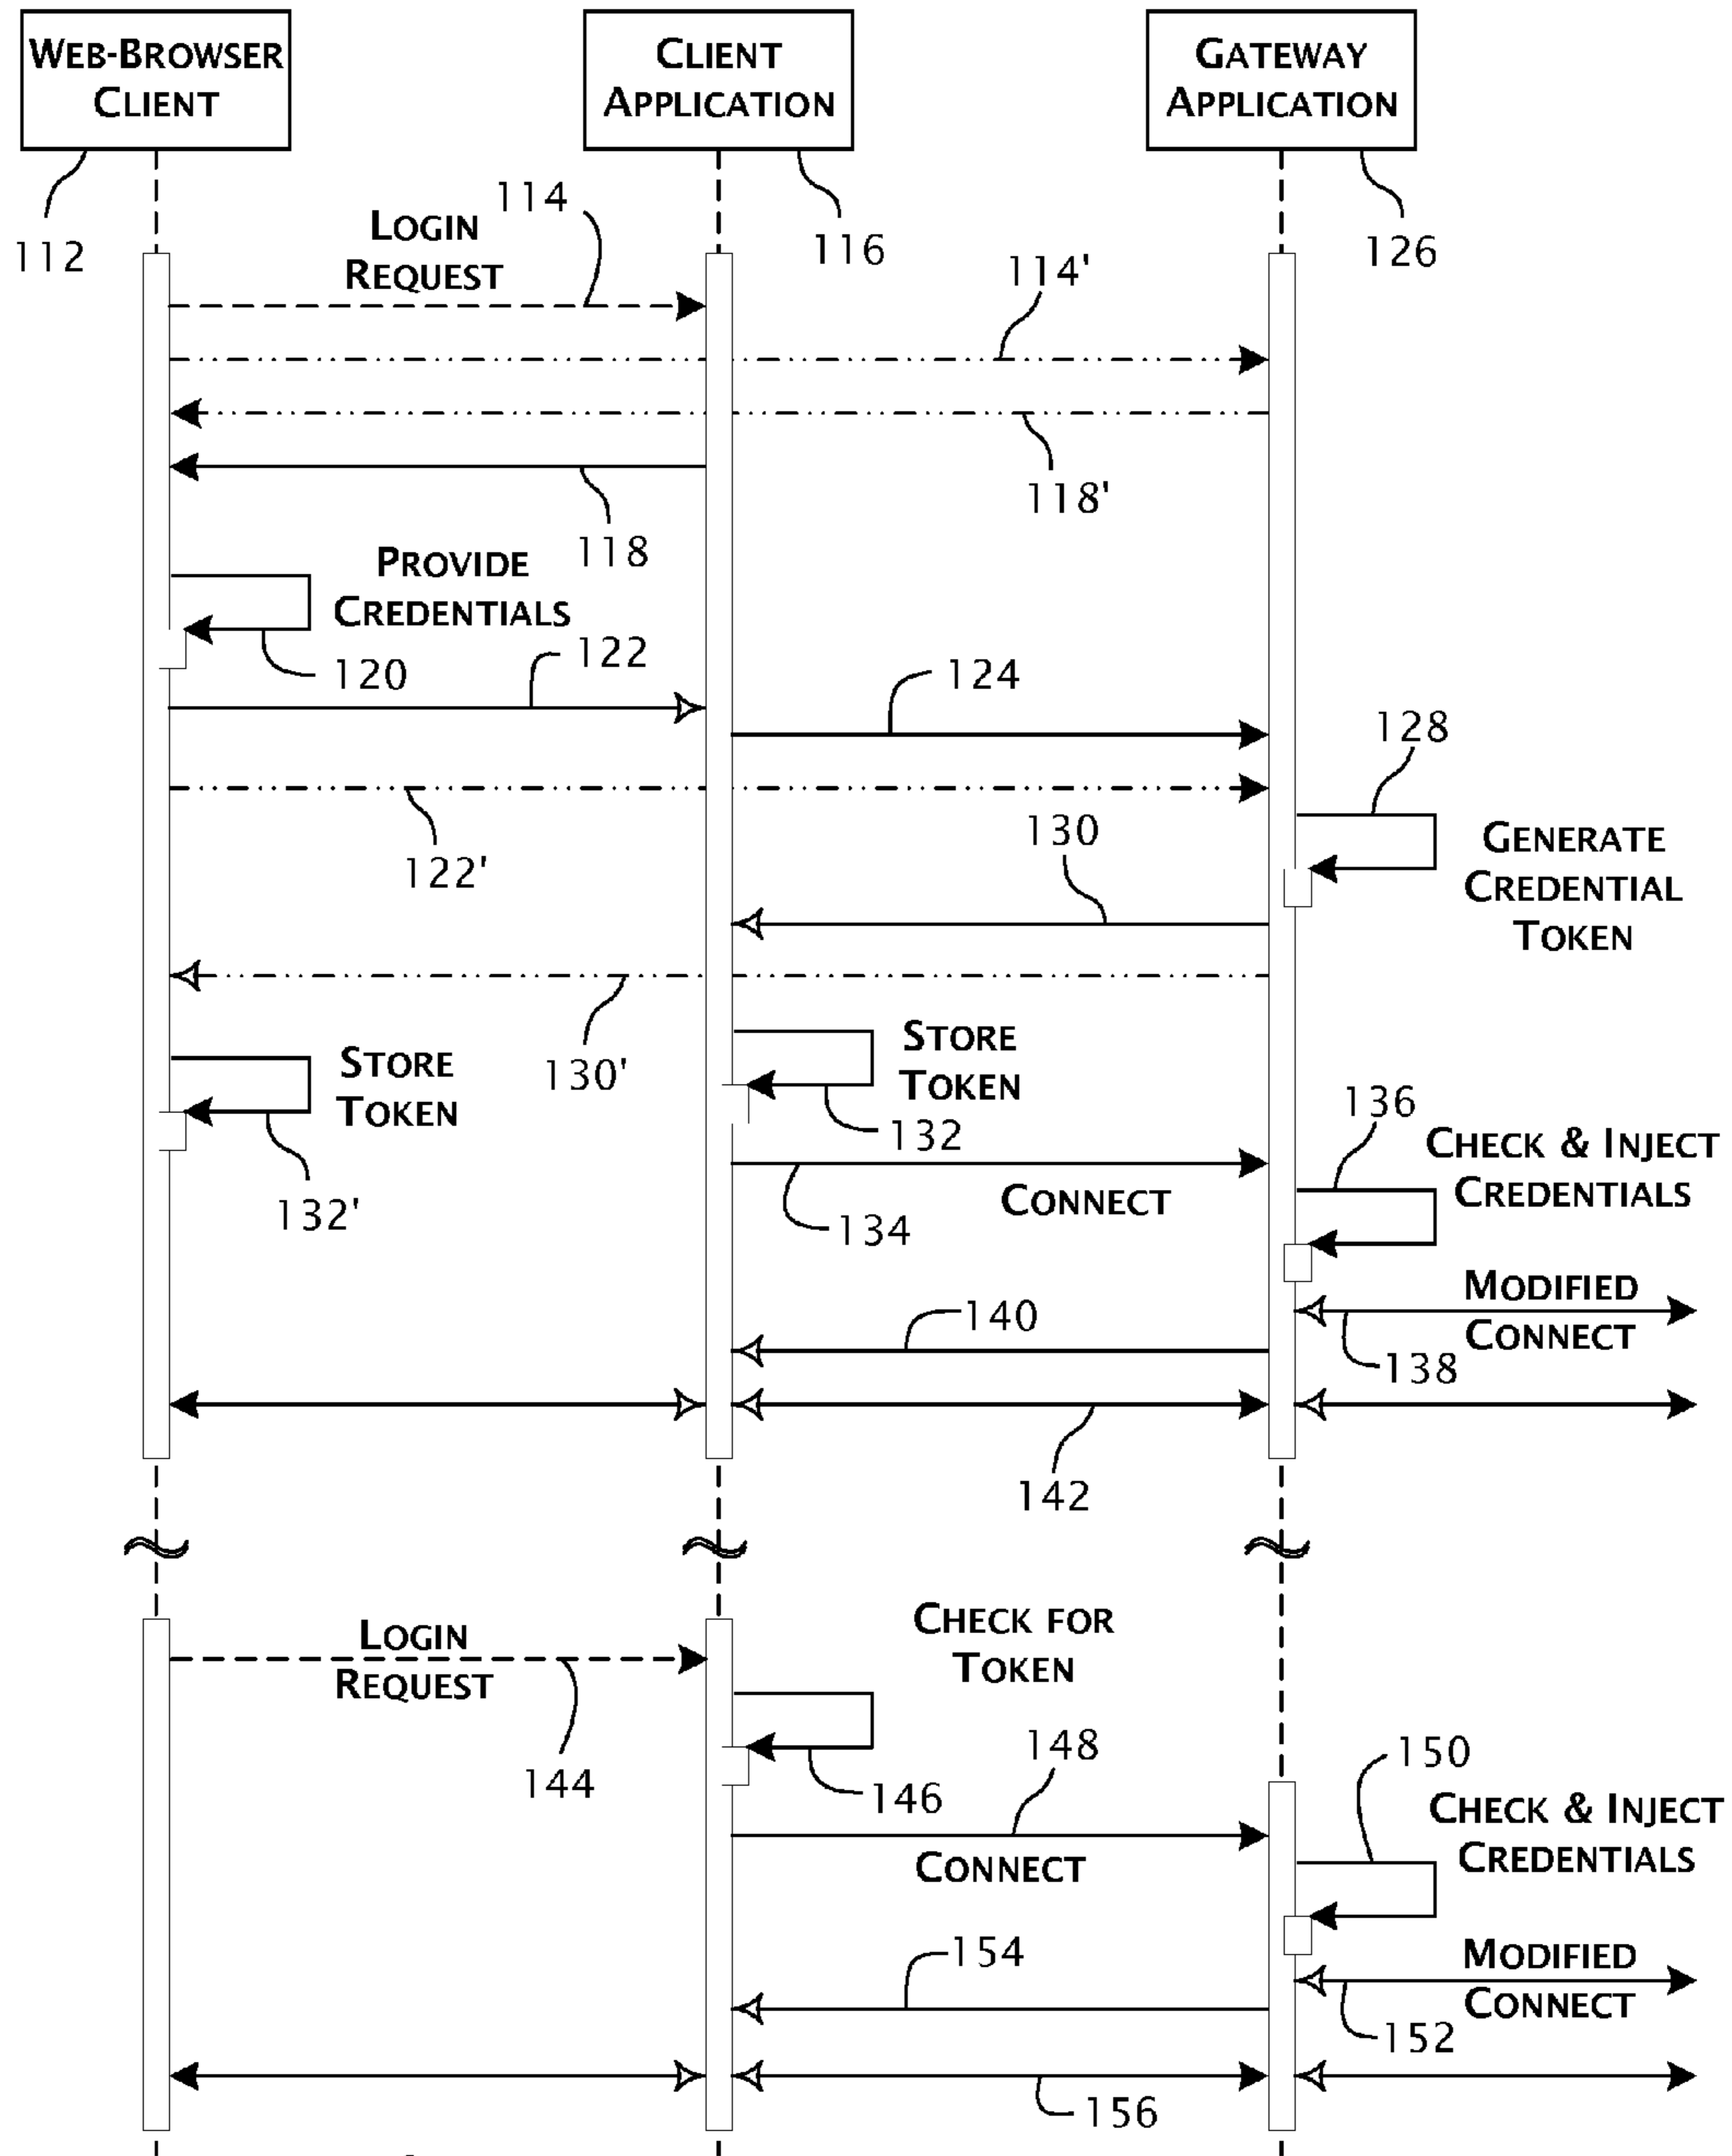 WEB-BROWSER
CLIENT
CLIENT
APPLICATION
GATEWAY
APPLICATION
112
116
126
LOGIN
REQUEST
114
114'
118'
118
PROVIDE
CREDENTIALS
120
122
124
128
122'
130
GENERATE
CREDENTIAL
TOKEN
130'
STORE
TOKEN
STORE
TOKEN
132
132'
136
CHECK & INJECT
CREDENTIALS
134
CONNECT
MODIFIED
CONNECT
138
140
142
LOGIN
REQUEST
144
CHECK FOR
TOKEN
146
148
CONNECT
150
CHECK & INJECT
CREDENTIALS
154
MODIFIED
CONNECT
152
156